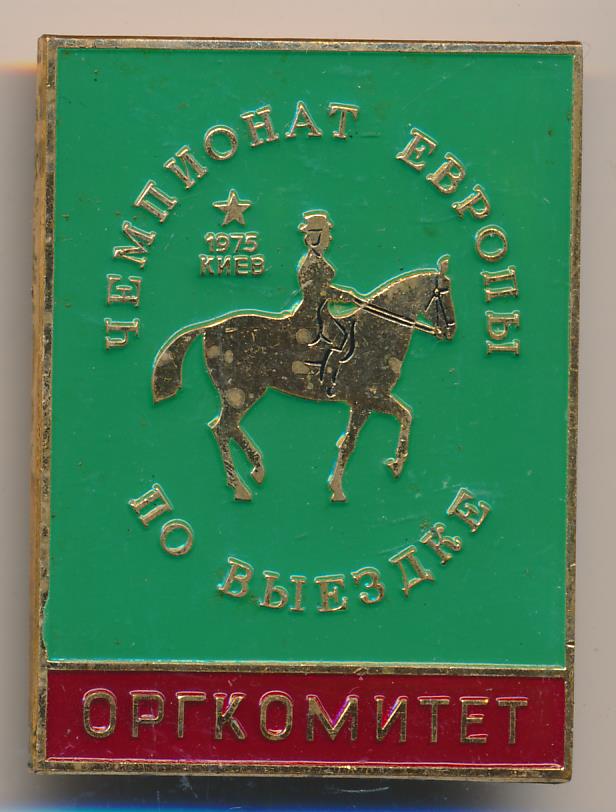 ЧЕМПИОНАТ ЕВРОПЫ
1975
КИЕВ
ПО ВЫЕЗДКЕ
ОРГКОМИТЕТ